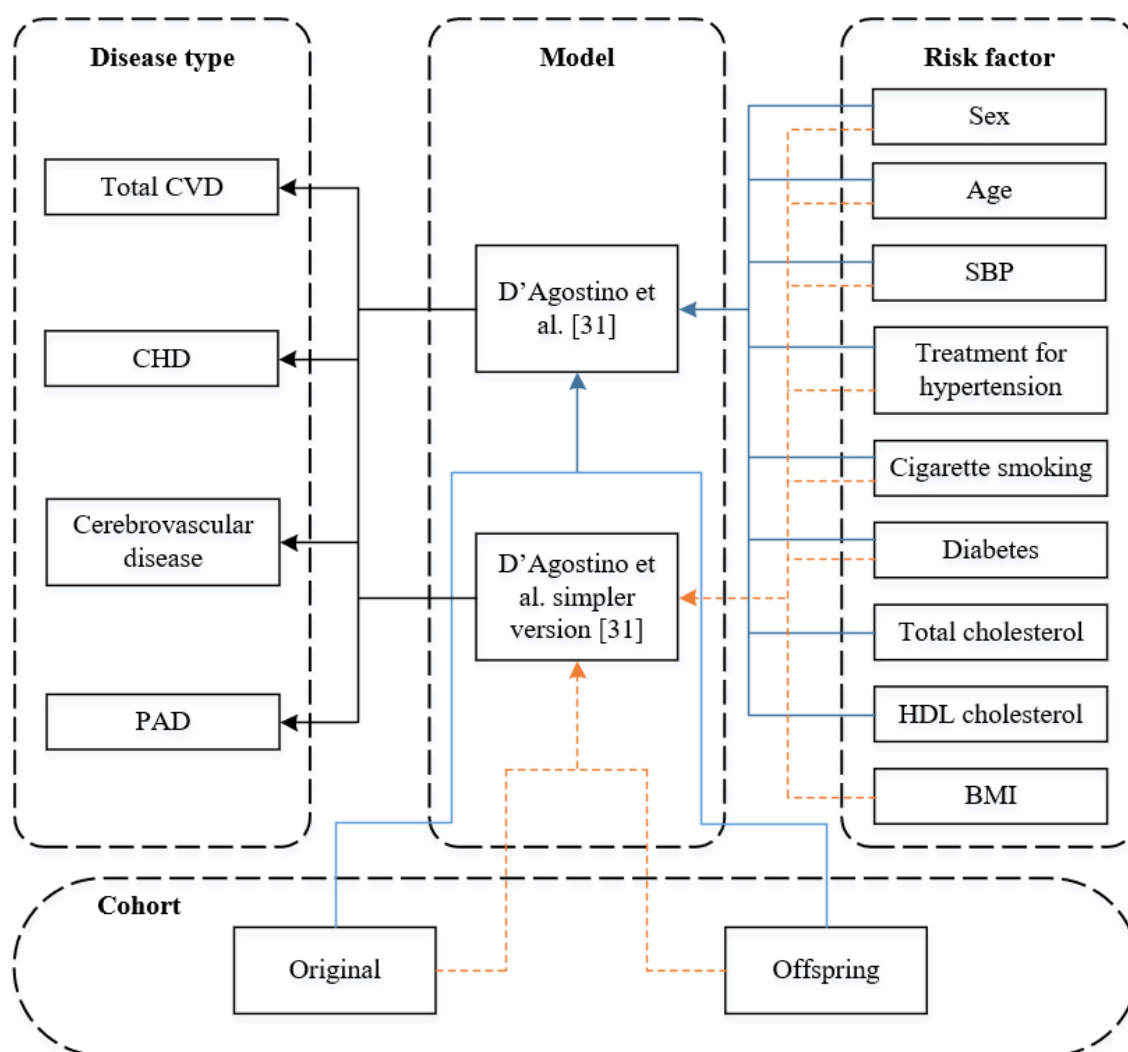 Disease type
Total CVD
CHD
Cerebrovascular
disease
PAD
Model
D’Agostino et
al. [31]
D’Agostino et
al. simpler
version [31]
Risk factor
Sex
Age
SBP
Treatment for
hypertension
Cigarette smoking
Diabetes
Total cholesterol
HDL cholesterol
BMI
Cohort
Original
Offspring